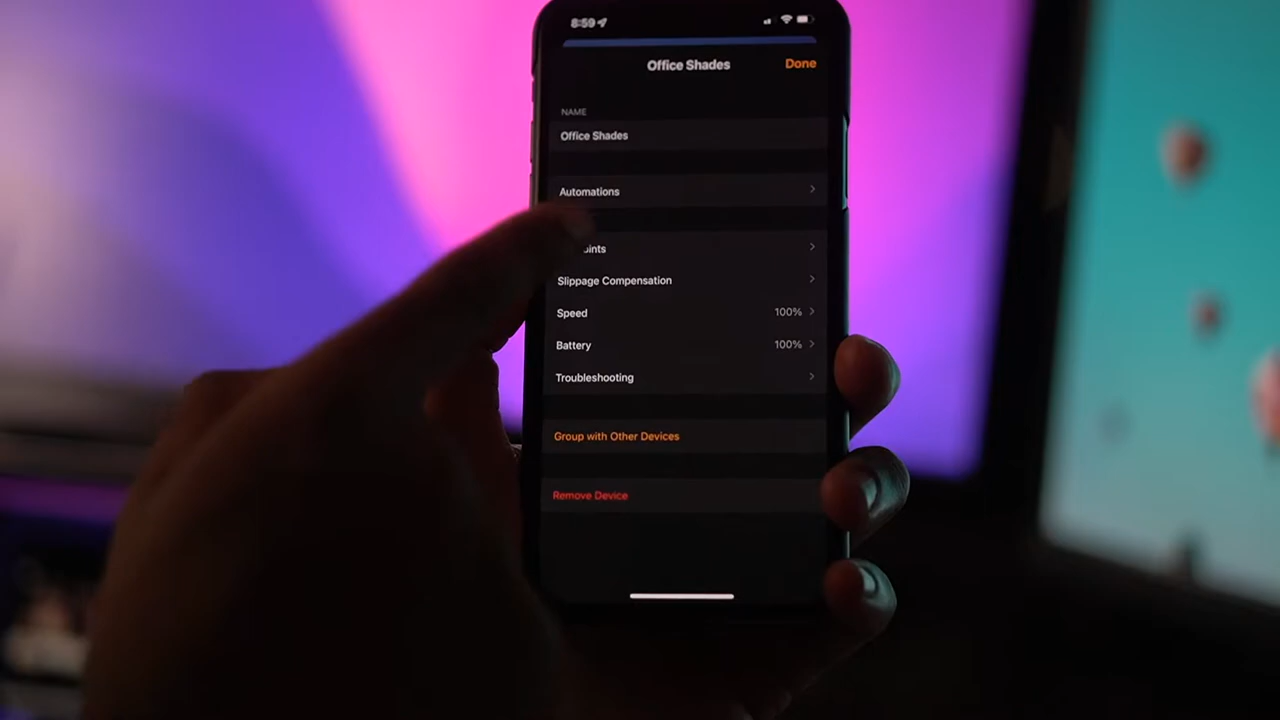 8:59
Office Shades
Done
NAME
Office Shades
Automations
Slippage Compensation
Speed 100%
Battery 100%
Troubleshooting
Group with Other Devices
Remove Device